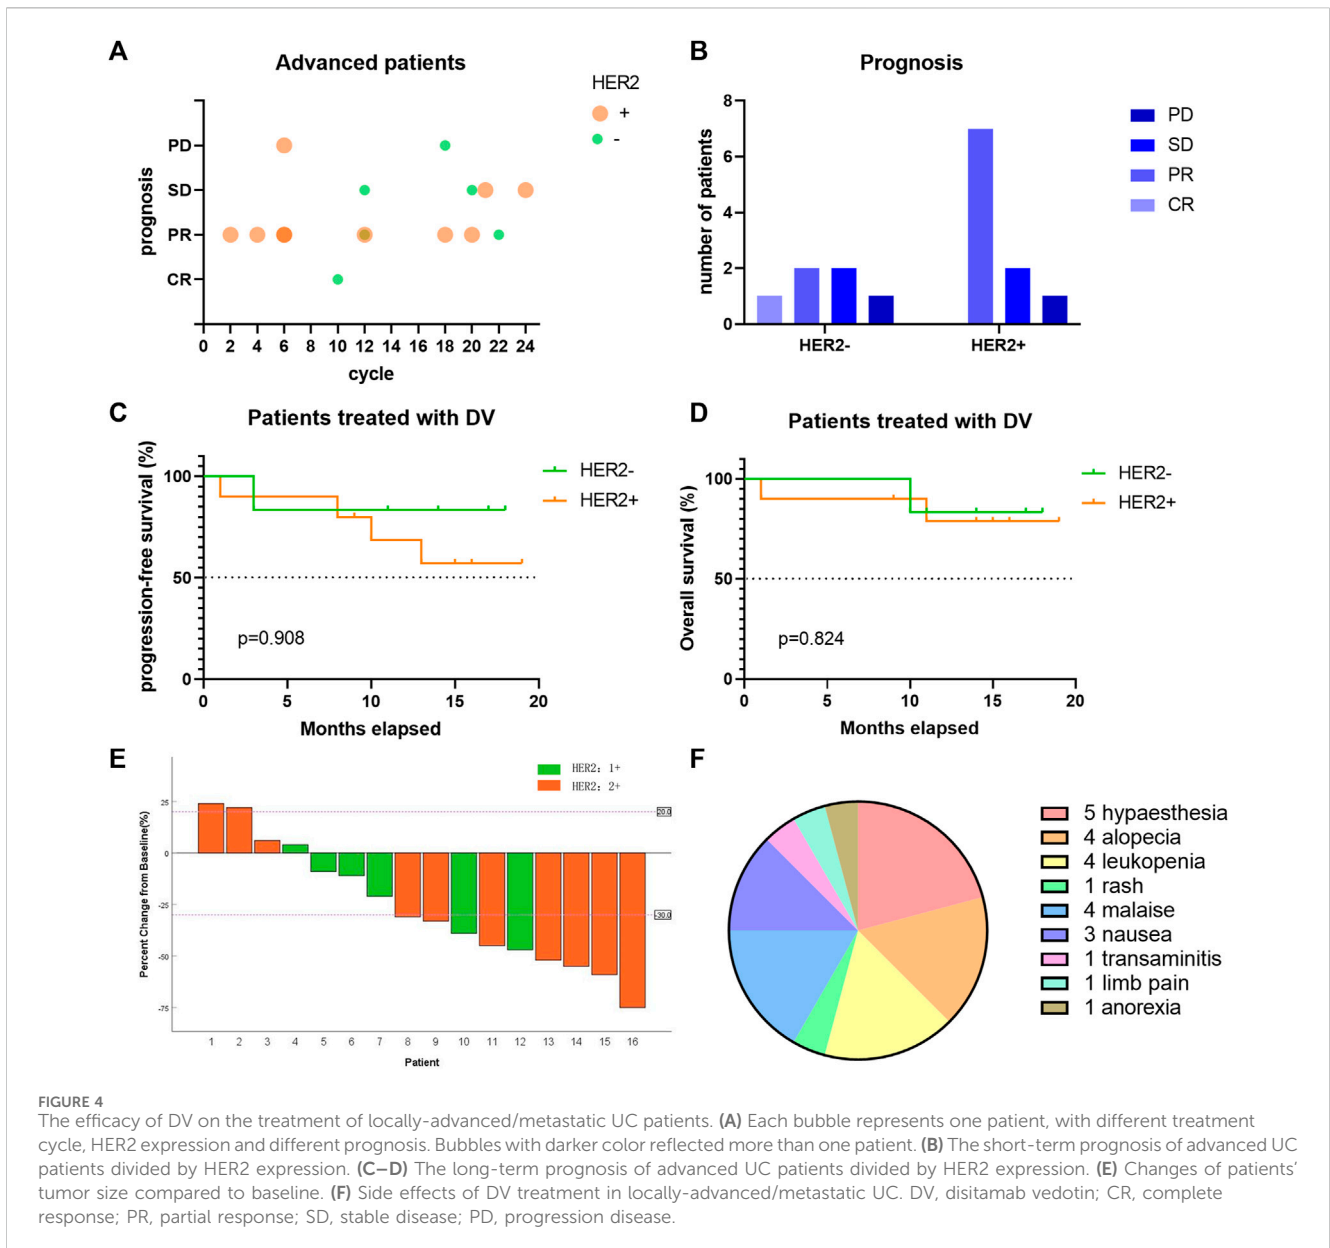 A
Advanced patients
HER2
+
-
PD
SD
PR
CR
prognosis
0 2 4 6 8 10 12 14 16 18 20 22 24
cycle
B
Prognosis
8
6
4
2
0
number of patients
HER2- HER2+
PD
SD
PR
CR
C
Patients treated with DV
progression-free survival (%)
100
50
0
p=0.908
0 5 10 15 20
Months elapsed
HER2-
HER2+
D
Patients treated with DV
Overall survival (%)
100
50
0
p=0.824
0 5 10 15 20
Months elapsed
HER2-
HER2+
E
HER2: 1+
HER2: 2+
Percent Change from Baseline(%)
25
0
-25
-50
-75
20.0
-30.0
1 2 3 4 5 6 7 8 9 10 11 12 13 14 15 16
Patient
F
5 hypaesthesia
4 alopecia
4 leukopenia
1 rash
4 malaise
3 nausea
1 transaminitis
1 limb pain
1 anorexia
FIGURE 4
The efficacy of DV on the treatment of locally-advanced/metastatic UC patients. (A) Each bubble represents one patient, with different treatment
cycle, HER2 expression and different prognosis. Bubbles with darker color reflected more than one patient. (B) The short-term prognosis of advanced UC
patients divided by HER2 expression. (C–D) The long-term prognosis of advanced UC patients divided by HER2 expression. (E) Changes of patients'
tumor size compared to baseline. (F) Side effects of DV treatment in locally-advanced/metastatic UC. DV, disitamab vedotin; CR, complete
response; PR, partial response; SD, stable disease; PD, progression disease.